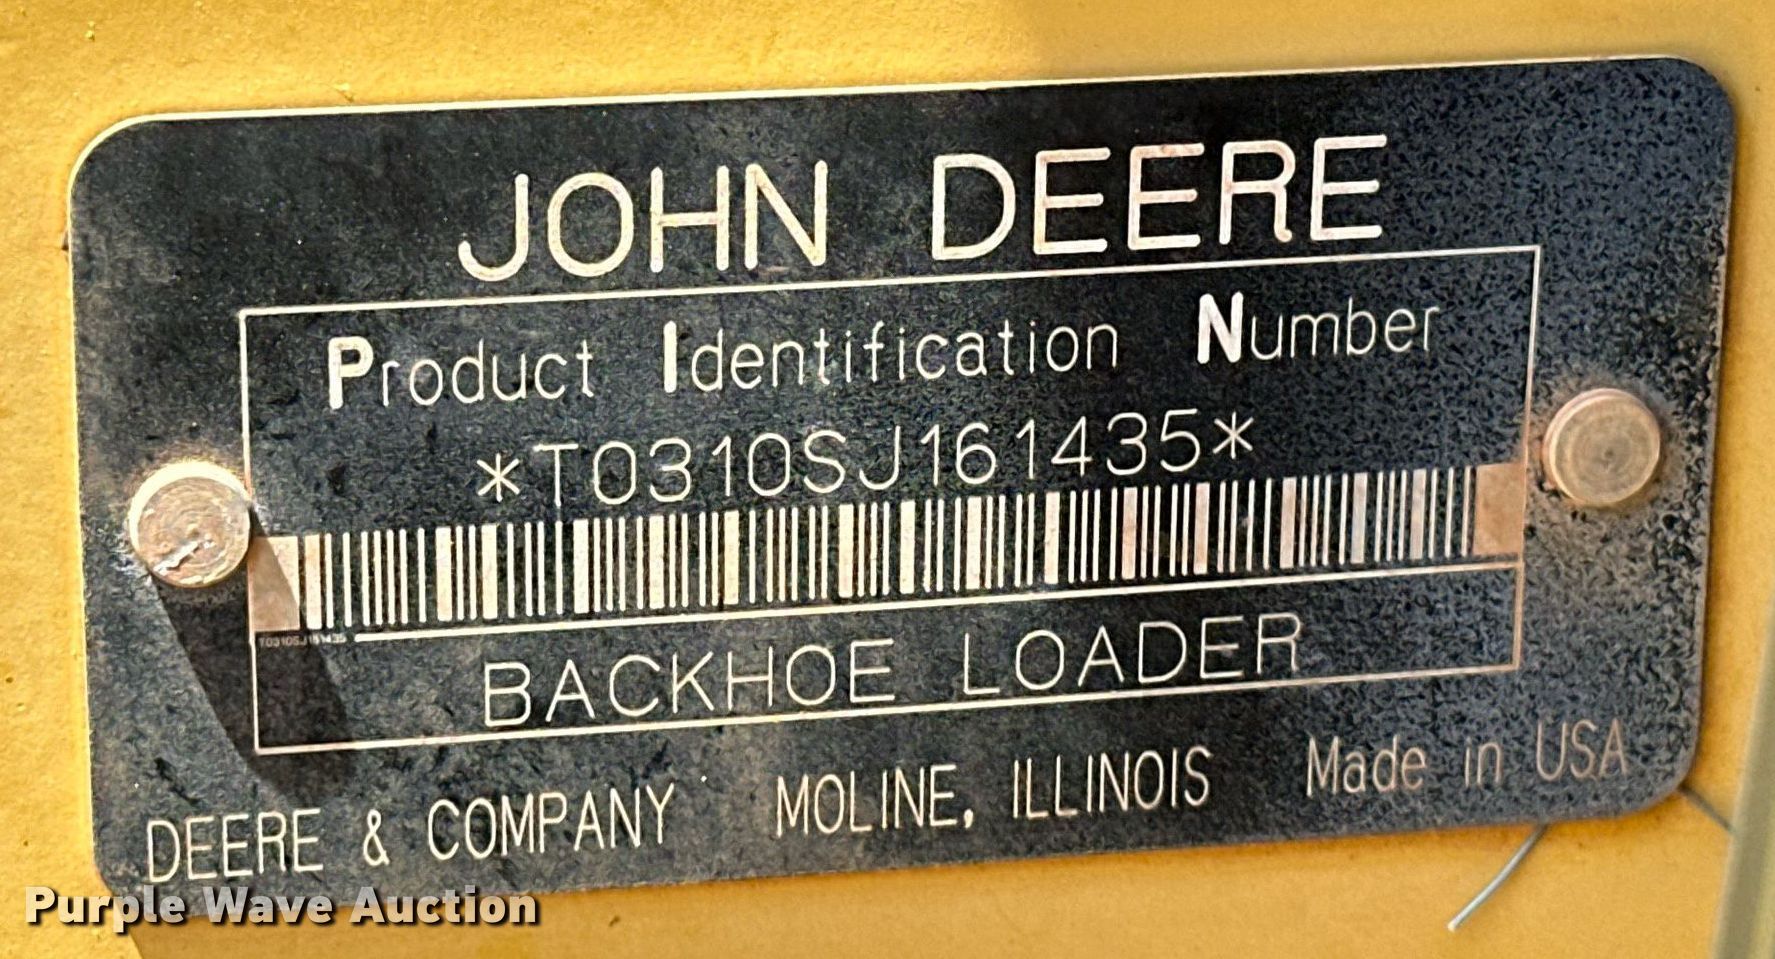 JOHN DEERE
Product Identification Number
*T0310SJ161435*
T0310SJ161435
BACKHOE LOADER
DEERE & COMPANY MOLINE, ILLINOIS Made in USA
Purple Wave Auction